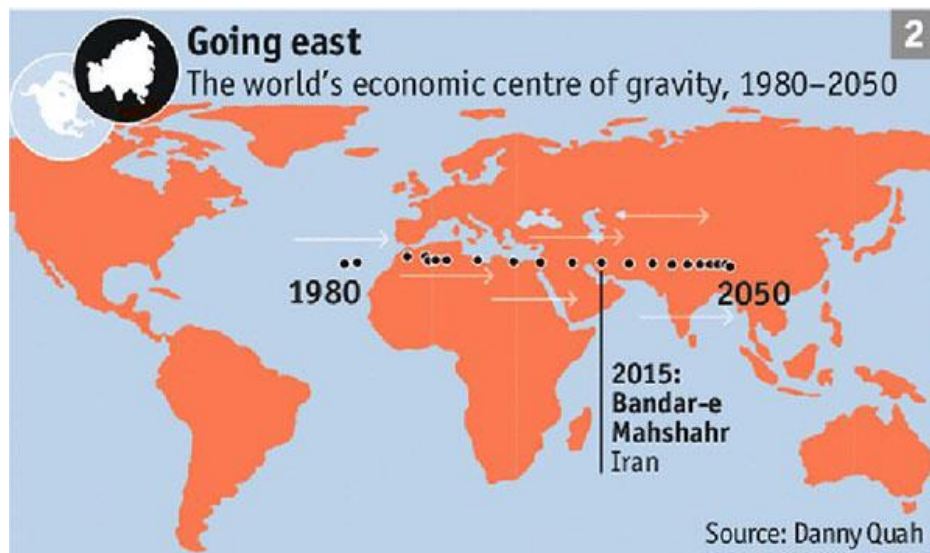 2
Going east
The world's economic centre of gravity, 1980–2050
1980
2050
2015:
Bandar-e
Mahshahr
Iran
Source: Danny Quah